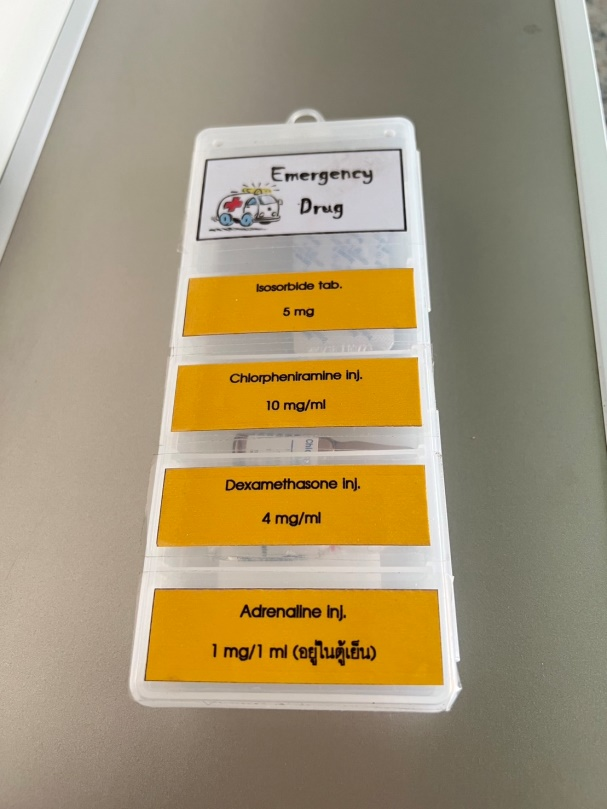 Emergency
Drug
Isosorbide tab.
5 mg
Chlorpheniramine inj.
10 mg/ml
Dexamethasone inj.
4 mg/ml
Adrenaline inj.
1 mg/1 ml (อยู่ในตู้เย็น)